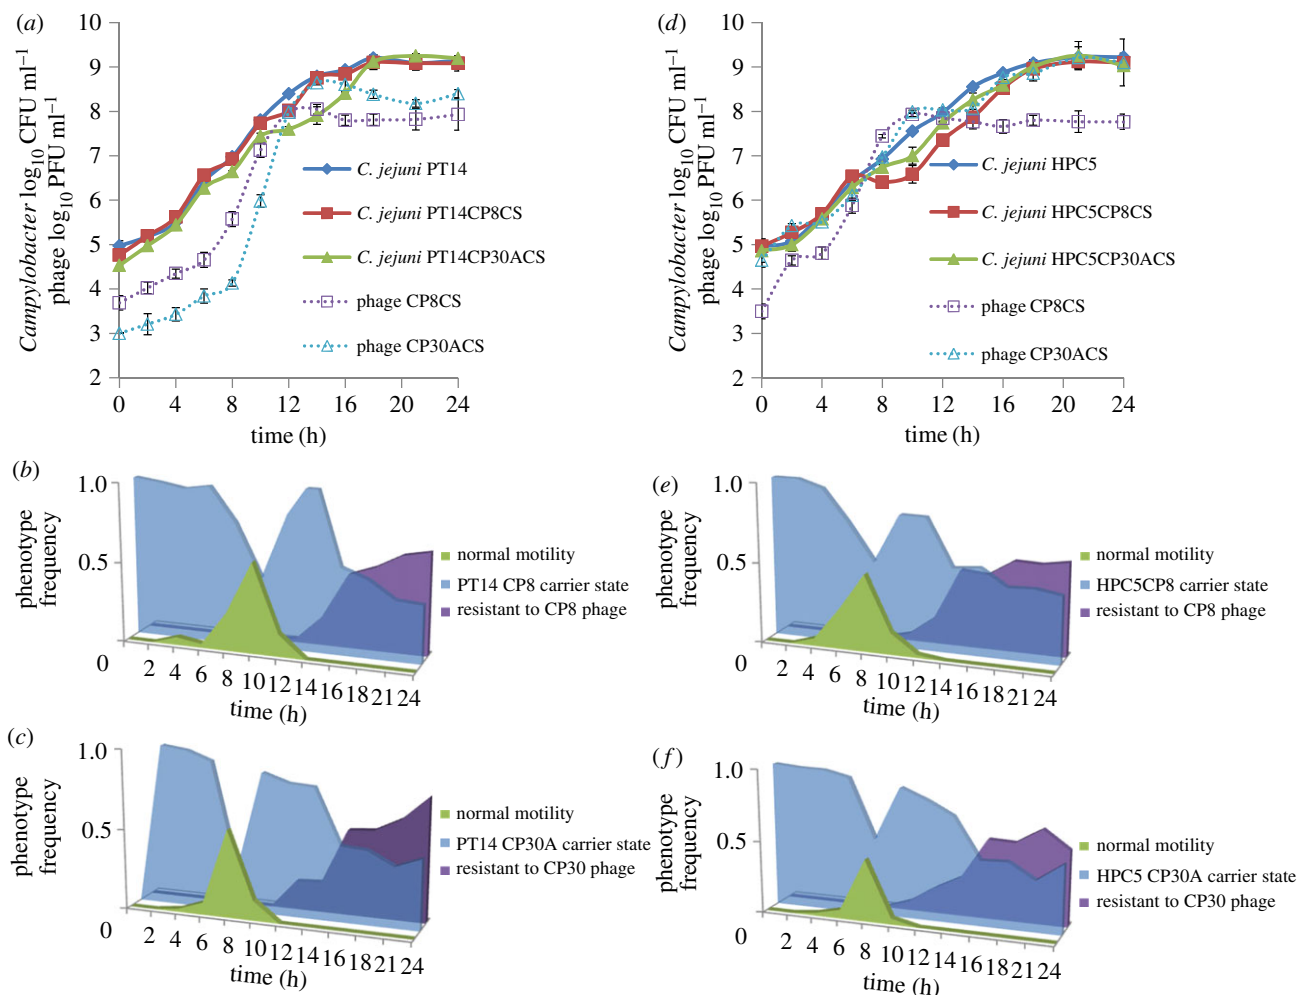 (a)
Campylobacter log10 CFU ml−1
phage log10 PFU ml−1
10
9
8
7
6
5
4
3
2
0 4 8 12 16 20 24
time (h)
C. jejuni PT14
C. jejuni PT14CP8CS
C. jejuni PT14CP30ACS
phage CP8CS
phage CP30ACS
(d)
Campylobacter log10 CFU ml−1
phage log10 PFU ml−1
10
9
8
7
6
5
4
3
2
0 4 8 12 16 20 24
time (h)
C. jejuni HPC5
C. jejuni HPC5CP8CS
C. jejuni HPC5CP30ACS
phage CP8CS
phage CP30ACS
(b)
phenotype
frequency
1.0
0.5
0
2 4 6 8 10 12 14 16 18 21 24
time (h)
normal motility
PT14 CP8 carrier state
resistant to CP8 phage
(e)
phenotype
frequency
1.0
0.5
0
2 4 6 8 10 12 14 16 18 21 24
time (h)
normal motility
HPC5CP8 carrier state
resistant to CP8 phage
(c)
phenotype
frequency
1.0
0.5
0
2 4 6 8 10 12 14 16 18 21 24
time (h)
normal motility
PT14 CP30A carrier state
resistant to CP30 phage
(f)
phenotype
frequency
1.0
0.5
0
2 4 6 8 10 12 14 16 18 21 24
time (h)
normal motility
HPC5 CP30A carrier state
resistant to CP30 phage